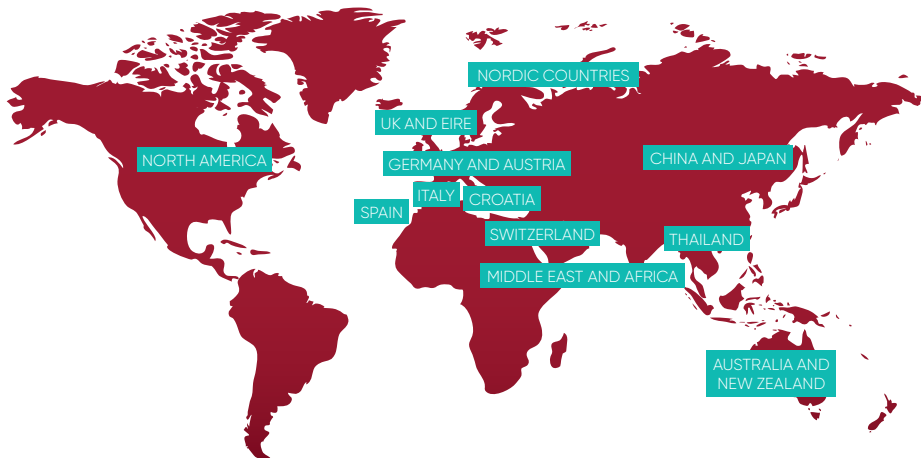 NORDIC COUNTRIES
UK AND EIRE
NORTH AMERICA
GERMANY AND AUSTRIA
CHINA AND JAPAN
ITALY
CROATIA
SPAIN
SWITZERLAND
THAILAND
MIDDLE EAST AND AFRICA
AUSTRALIA AND
NEW ZEALAND